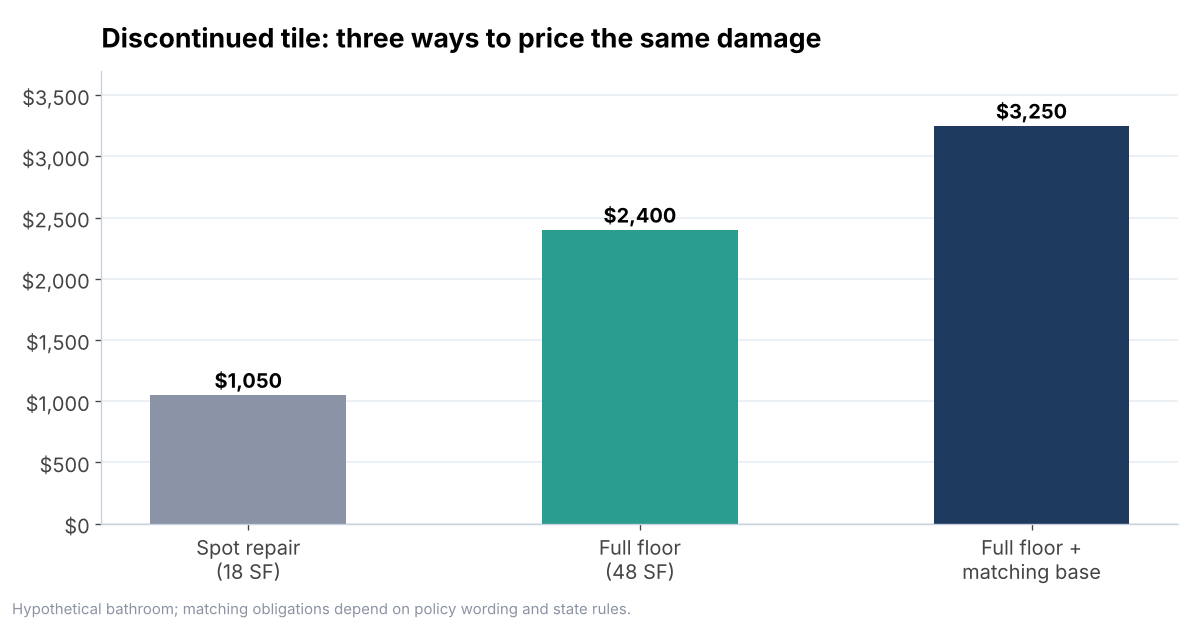 Discontinued tile: three ways to price the same damage
$3,500
$3,000
$2,500
$2,000
$1,500
$1,000
$500
$0
$1,050
$2,400
$3,250
Spot repair
(18 SF)
Full floor
(48 SF)
Full floor +
matching base
Hypothetical bathroom; matching obligations depend on policy wording and state rules.